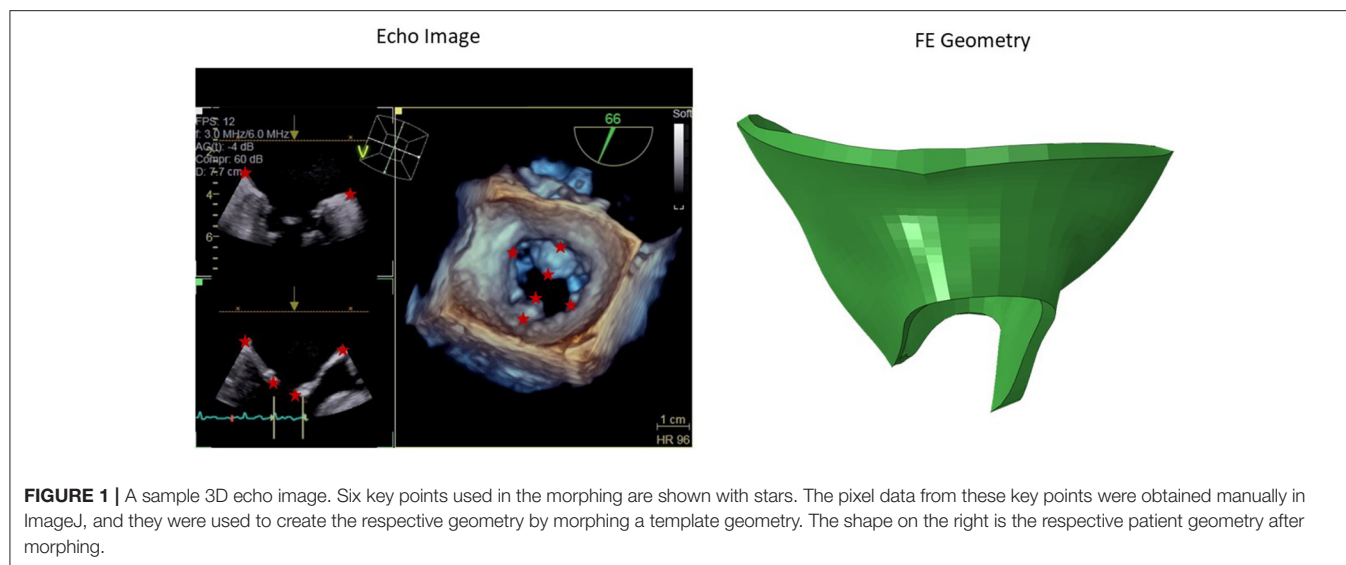 Echo Image
FE Geometry
FPS: 12
f: 3.0 MHz/6.0 MHz
AG(t): -4 dB
Compr: 60 dB
D: 7.7 cm
4
6
V
66
Soft
1 cm
HR 96
FIGURE 1 | A sample 3D echo image. Six key points used in the morphing are shown with stars. The pixel data from these key points were obtained manually in
ImageJ, and they were used to create the respective geometry by morphing a template geometry. The shape on the right is the respective patient geometry after
morphing.